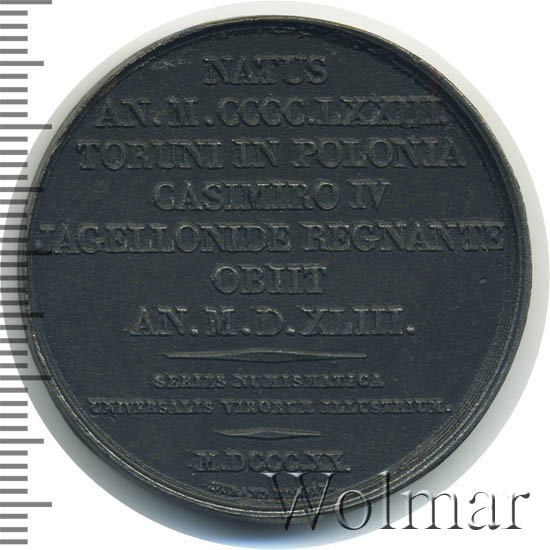 NATUS
AN. M. CCCC.LXXIII.
TORUNI IN POLONIA
CASIMIRO IV
JAGELLONIDE REGNANTE
OBIIT
AN. M. D. XLIII.
SERIES NUMISMATICA
UNIVERSALIS VIRORUM ILLUSTRIUM.
M.DCCC.XX.
Wolmar